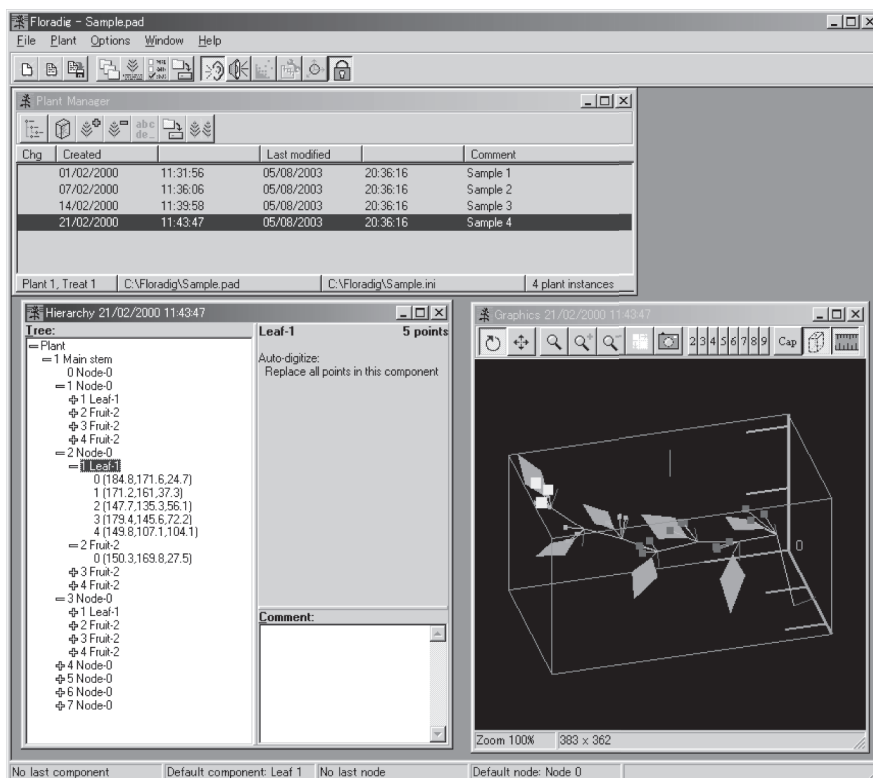 Floradig - Sample.pad
File Plant Options Window Help
Plant Manager
abc
de_
Chg Created Last modified Comment
01/02/2000 11:31:56 05/08/2003 20:36:16 Sample 1
07/02/2000 11:36:06 05/08/2003 20:36:16 Sample 2
14/02/2000 11:39:58 05/08/2003 20:36:16 Sample 3
21/02/2000 11:43:47 05/08/2003 20:36:16 Sample 4
Plant 1, Treat 1 C:\Floradig\Sample.pad C:\Floradig\Sample.ini 4 plant instances
Hierarchy 21/02/2000 11:43:47
Tree:
Plant
1 Main stem
0 Node-0
1 Node-0
1 Leaf-1
2 Fruit-2
3 Fruit-2
4 Fruit-2
2 Node-0
1 Leaf-1
0 (184.8,171.6,24.7)
1 (171.2,161,37.3)
2 (147.7,135.3,56.1)
3 (179.4,145.6,72.2)
4 (149.8,107.1,104.1)
2 Fruit-2
0 (150.3,169.8,27.5)
3 Fruit-2
4 Fruit-2
3 Node-0
1 Leaf-1
2 Fruit-2
3 Fruit-2
4 Fruit-2
4 Node-0
5 Node-0
6 Node-0
7 Node-0
Leaf-1 5 points
Auto-digitize:
Replace all points in this component
Comment:
Graphics 21/02/2000 11:43:47
2 3 4 5 6 7 8 9 Cap
0
Zoom 100% 383 x 362
No last component Default component: Leaf 1 No last node Default node: Node 0